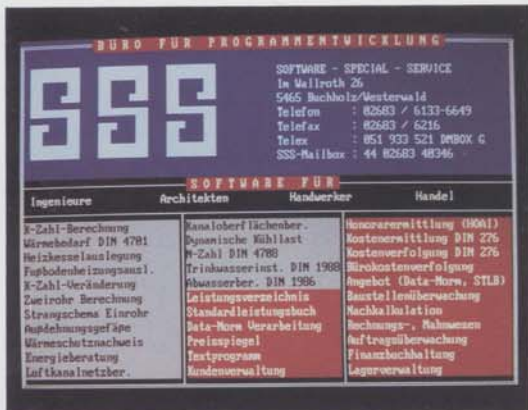 BÜRO FÜR PROGRAMMENTWICKLUNG
SSS
SOFTWARE - SPECIAL - SERVICE
Im Wallroth 26
5465 Buchholz/Westerwald
Telefon : 02683 / 6133-6649
Telefax : 02683 / 6216
Telex : 051 933 521 DMBOX G
SSS-Mailbox : 44 02683 40346
SOFTWARE FÜR
Ingenieure Architekten Handwerker Handel
K-Zahl-Berechnung
Wärmebedarf DIN 4701
Heizkesselauslegung
Fußbodenheizungsausl.
K-Zahl-Veränderung
Zweirohr Berechnung
Strangschema Einrohr
Ausdehnungsgefäße
Wärmeschutznachweis
Energieberatung
Luftkanalnetzber.
Kanaloberflächenber.
Dynamische Kühllast
M-Zahl DIN 4708
Trinkwasserinst. DIN 1988
Abwasserber. DIN 1986
Leistungsverzeichnis
Standardleistungsbuch
Data-Norm Verarbeitung
Preisspiegel
Textprogramm
Kundenverwaltung
Honorarermittlung (HOAI)
Kostenermittlung DIN 276
Kostenverfolgung DIN 276
Bürokostenverfolgung
Angebot (Data-Norm, STLB)
Baustellenüberwachung
Nachkalkulation
Rechnungs-, Mahnwesen
Auftragsüberwachung
Finanzbuchhaltung
Lagerverwaltung